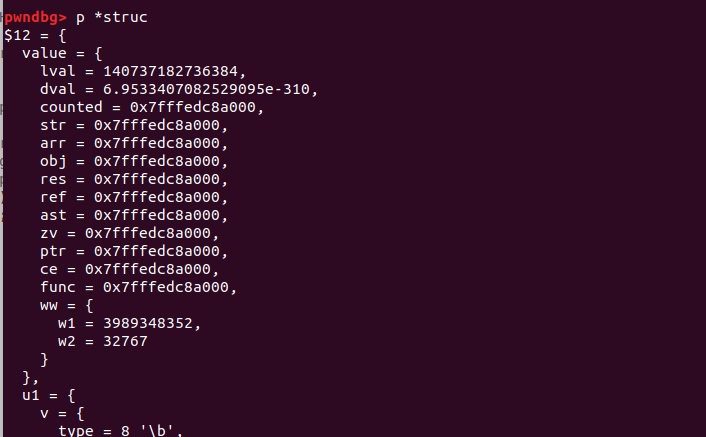 pwndbg> p *struc
$12 = {
  value = {
    lval = 140737182736384,
    dval = 6.9533407082529095e-310,
    counted = 0x7fffedc8a000,
    str = 0x7fffedc8a000,
    arr = 0x7fffedc8a000,
    obj = 0x7fffedc8a000,
    res = 0x7fffedc8a000,
    ref = 0x7fffedc8a000,
    ast = 0x7fffedc8a000,
    zv = 0x7fffedc8a000,
    ptr = 0x7fffedc8a000,
    ce = 0x7fffedc8a000,
    func = 0x7fffedc8a000,
    ww = {
      w1 = 3989348352,
      w2 = 32767
    }
  },
  u1 = {
    v = {
      type = 8 '\b',